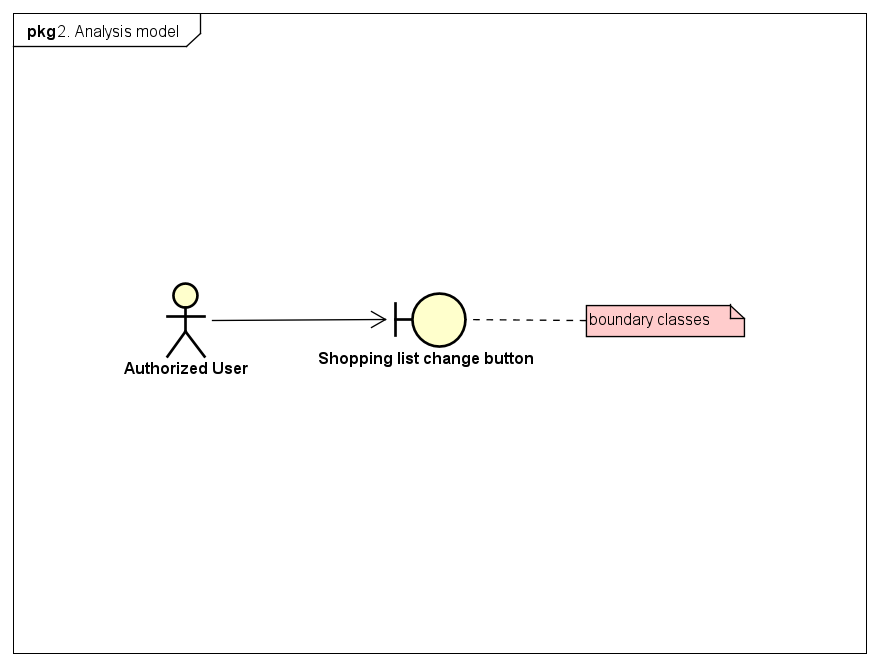 pkg 2. Analysis model
boundary classes
Shopping list change button
Authorized User